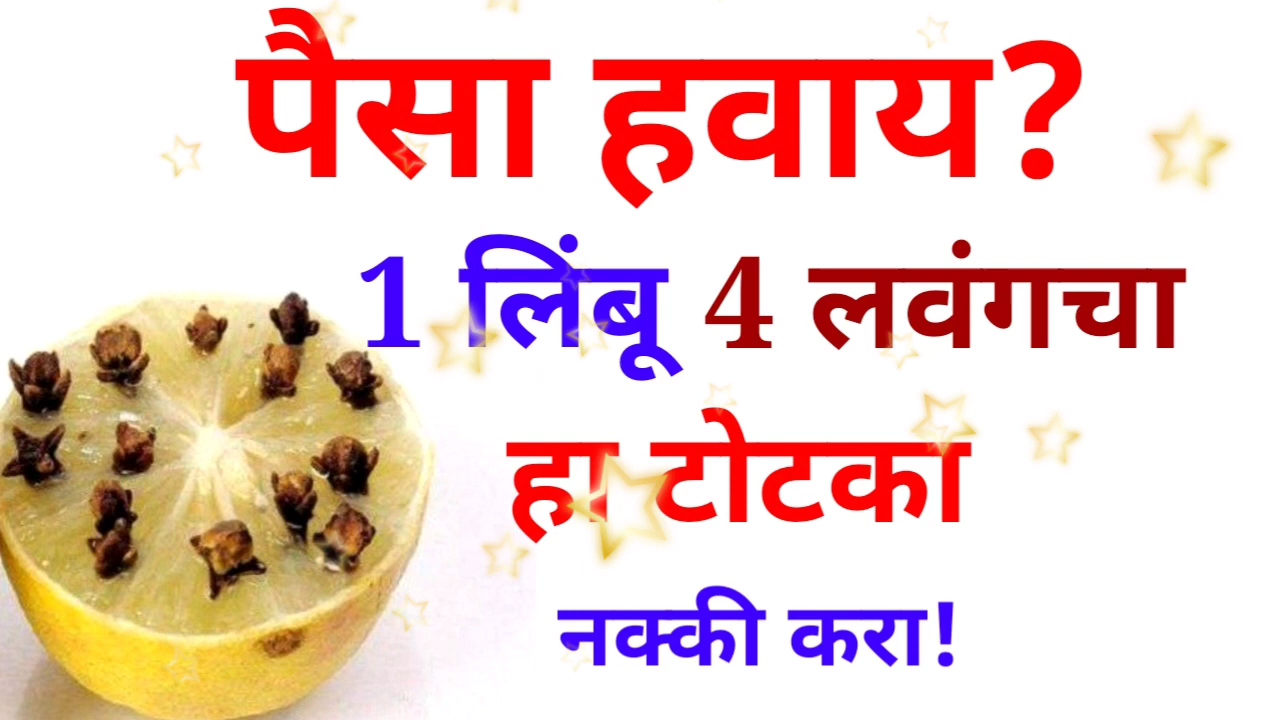 पैसा हवाय?
1 लिंबू 4 लवंगचा
हा टोटका
नक्की करा!